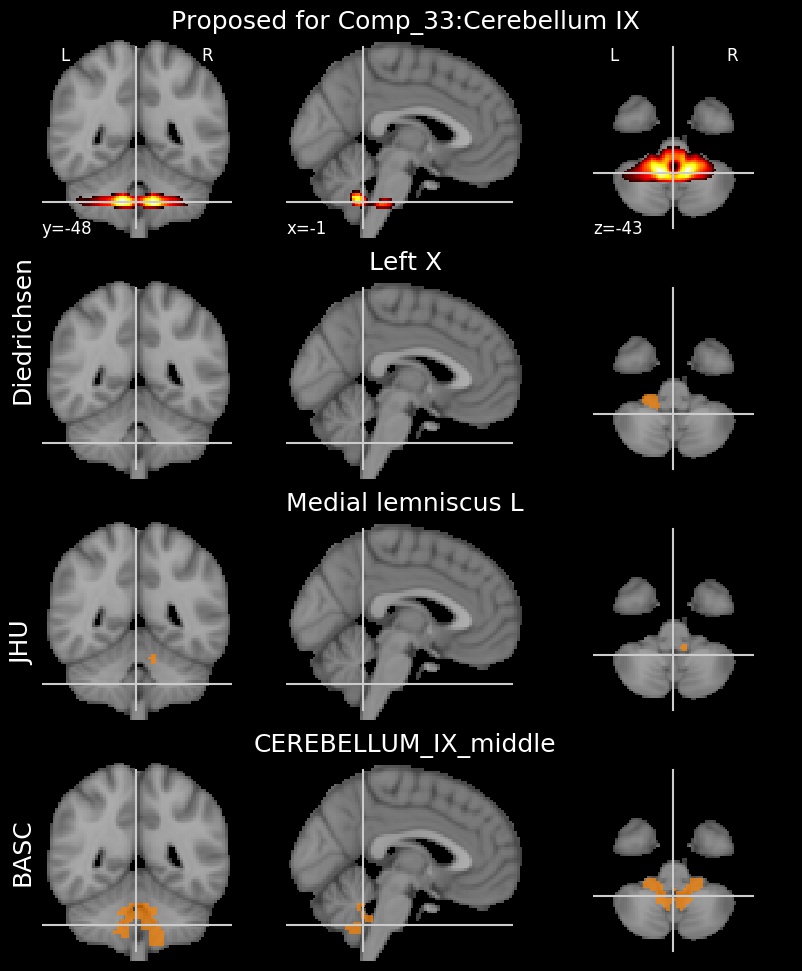 Proposed for Comp_33:Cerebellum IX
L R L R
y=-48 x=-1 z=-43
Left X
Diedrichsen
Medial lemniscus L
JHU
CEREBELLUM_IX_middle
BASC